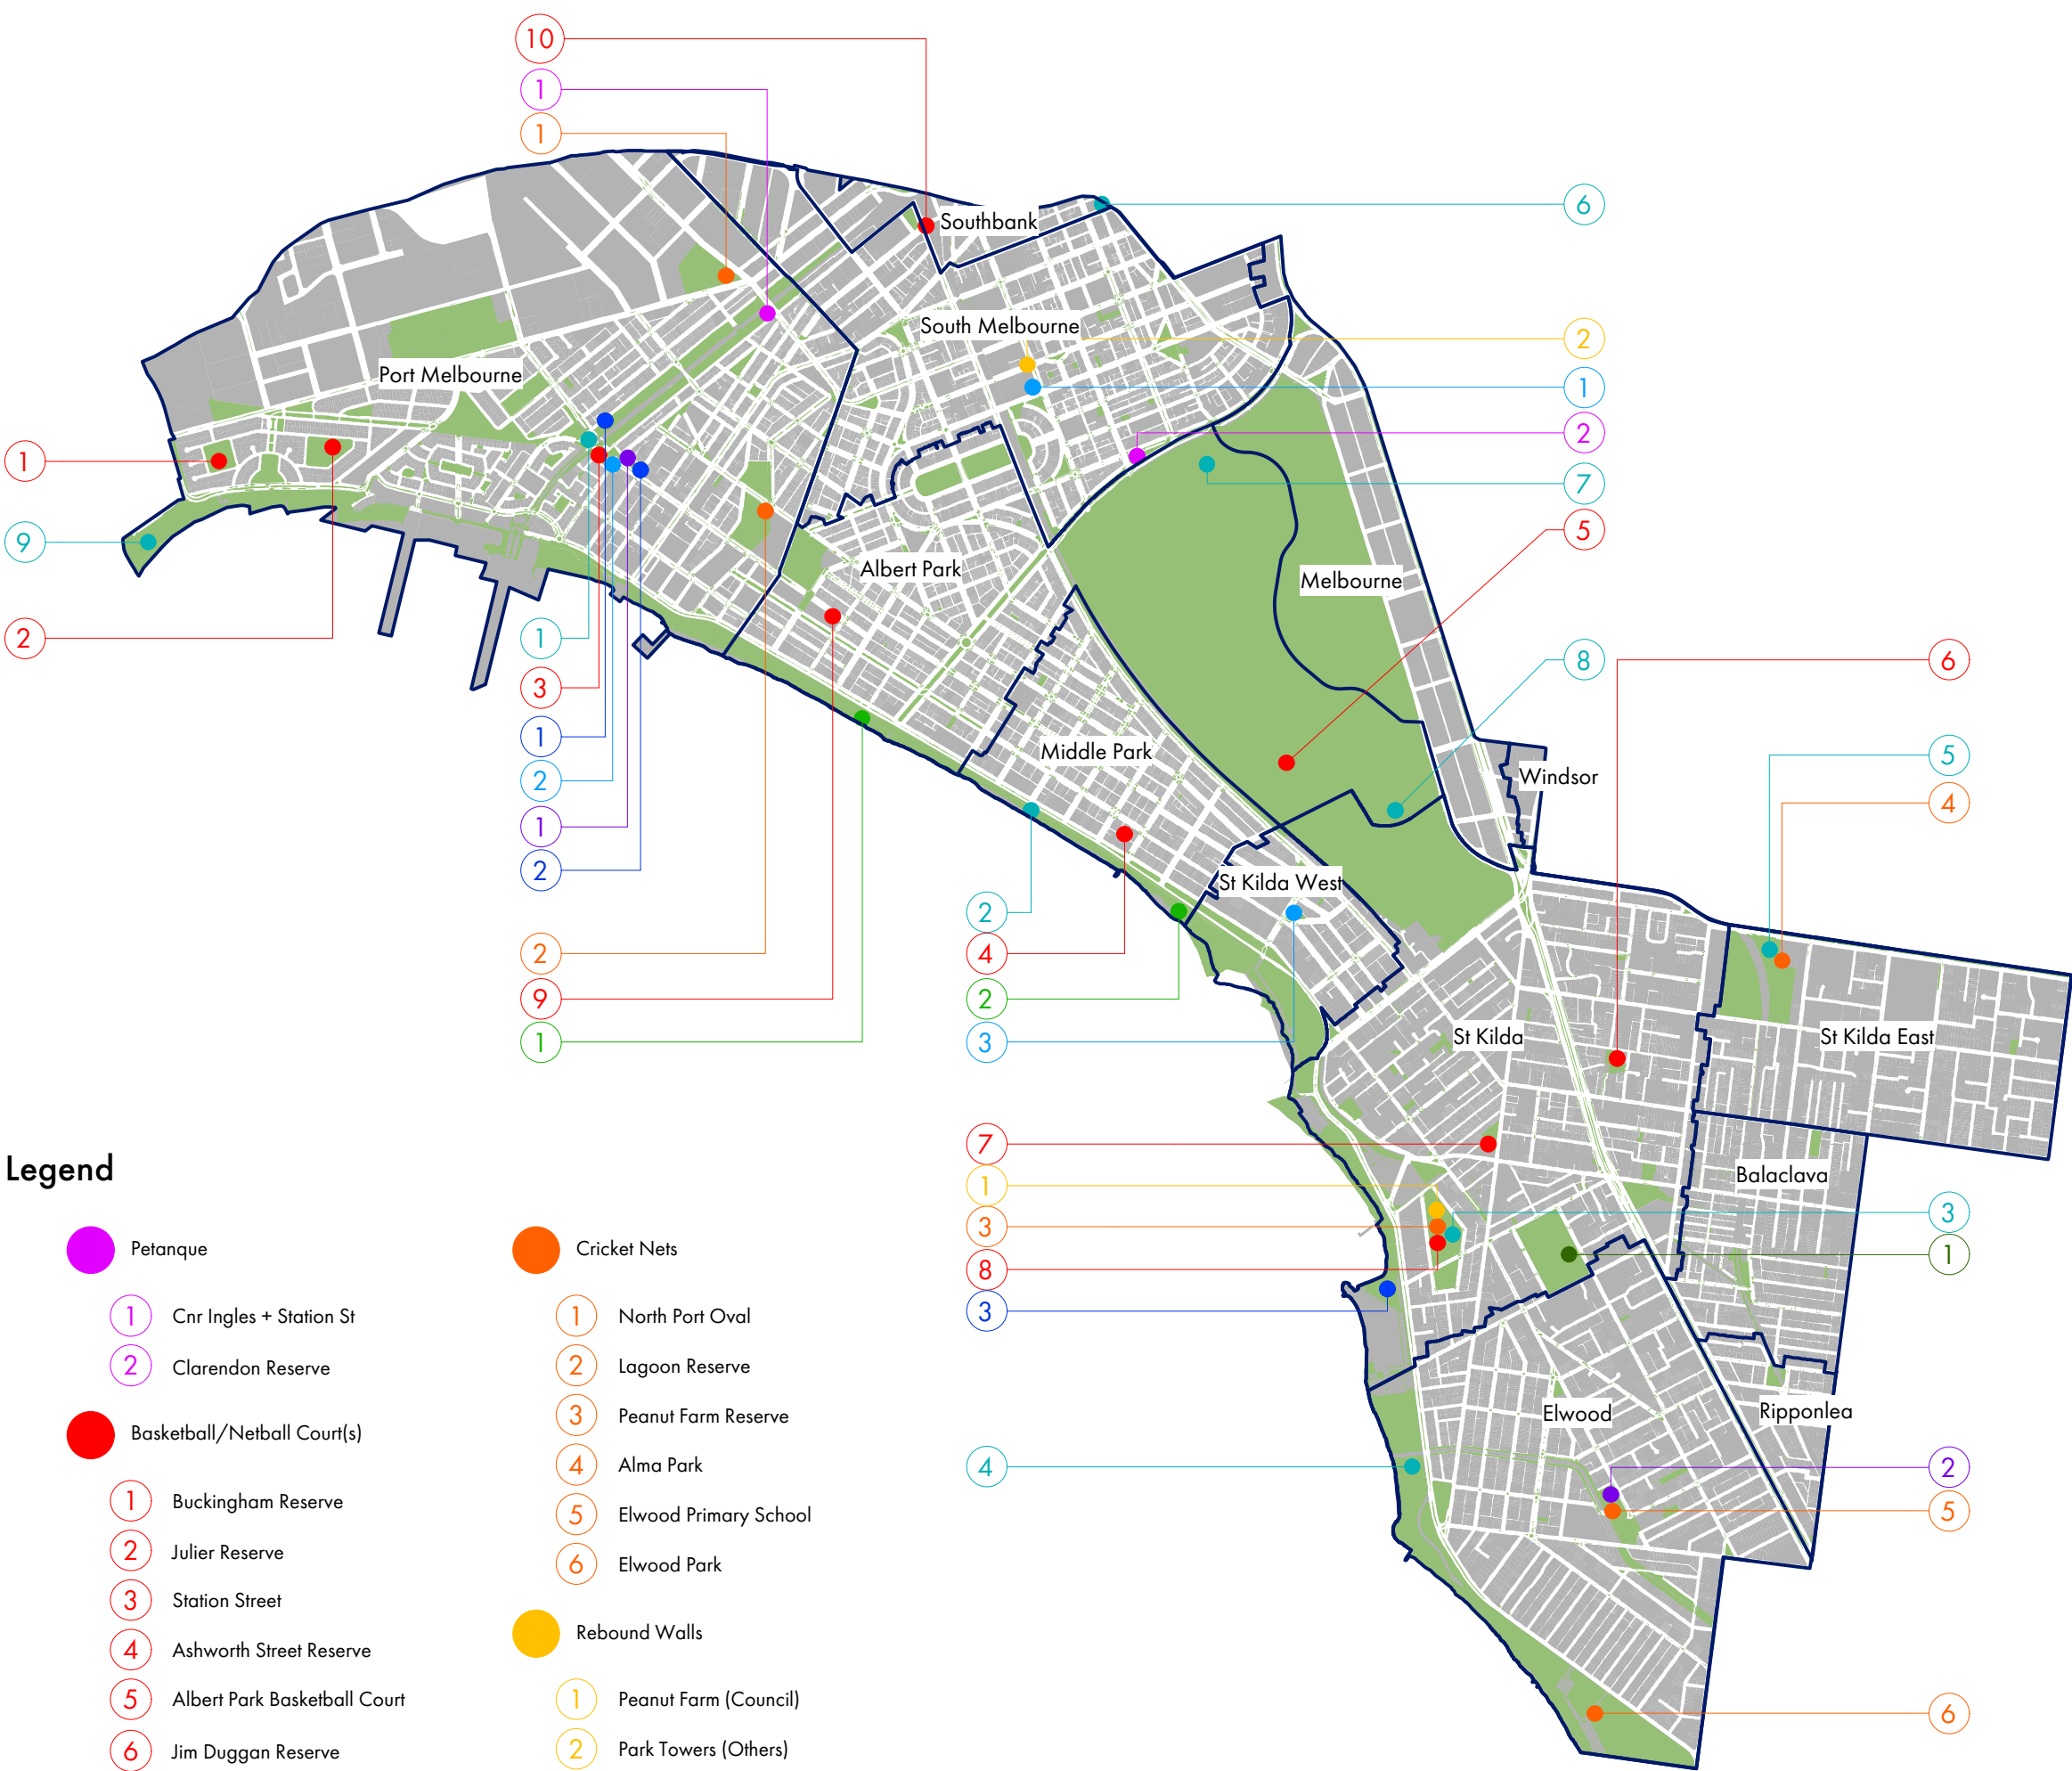 10
1
1
6
Southbank
South Melbourne
2
Port Melbourne
1
2
1
7
5
9
Albert Park
Melbourne
2
1
8
6
3
1
Middle Park
5
2
Windsor
4
1
2
St Kilda West
2
2
4
9
2
1
3
St Kilda
St Kilda East
7
Legend
1
Balaclava
3
3
1
8
3
Petanque
1 Cnr Ingles + Station St
2 Clarendon Reserve
Basketball/Netball Court(s)
1 Buckingham Reserve
2 Julier Reserve
3 Station Street
4 Ashworth Street Reserve
5 Albert Park Basketball Court
6 Jim Duggan Reserve
Cricket Nets
1 North Port Oval
2 Lagoon Reserve
3 Peanut Farm Reserve
4 Alma Park
5 Elwood Primary School
6 Elwood Park
Rebound Walls
1 Peanut Farm (Council)
2 Park Towers (Others)
Elwood
Ripponlea
4
2
5
6